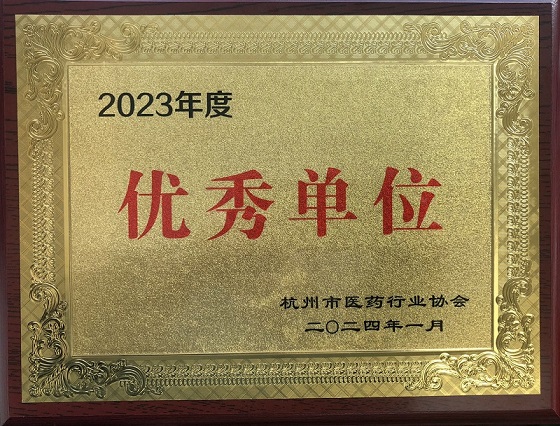 2023年度
优秀单位
杭州市医药行业协会
二〇二四年一月